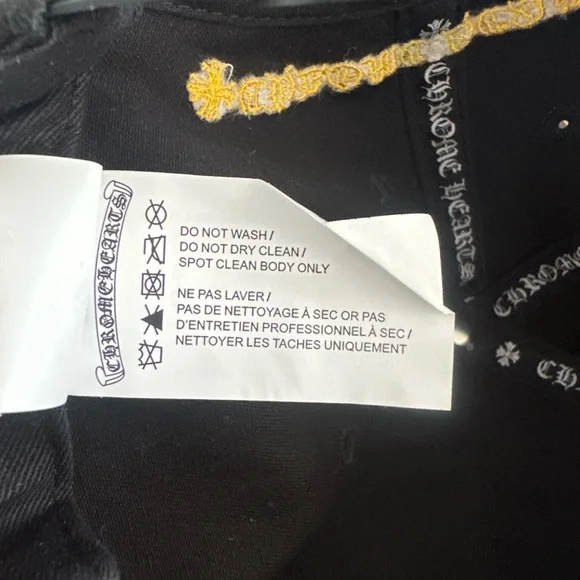 CHROME HEARTS
CHROME HEARTS
DO NOT WASH /
DO NOT DRY CLEAN /
SPOT CLEAN BODY ONLY
NE PAS LAVER /
PAS DE NETTOYAGE À SEC OR PAS
D'ENTRETIEN PROFESSIONNEL À SEC /
NETTOYER LES TACHES UNIQUEMENT
CHROME
CH